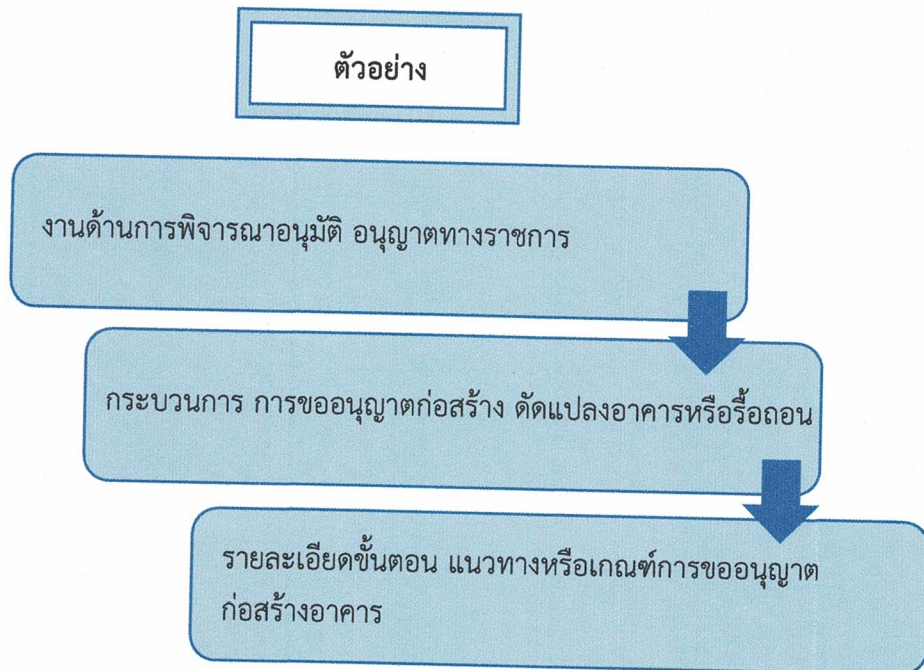 ตัวอย่าง
งานด้านการพิจารณาอนุมัติ อนุญาตทางราชการ
กระบวนการ การขออนุญาตก่อสร้าง ดัดแปลงอาคารหรือรื้อถอน
รายละเอียดขั้นตอน แนวทางหรือเกณฑ์การขออนุญาต
ก่อสร้างอาคาร